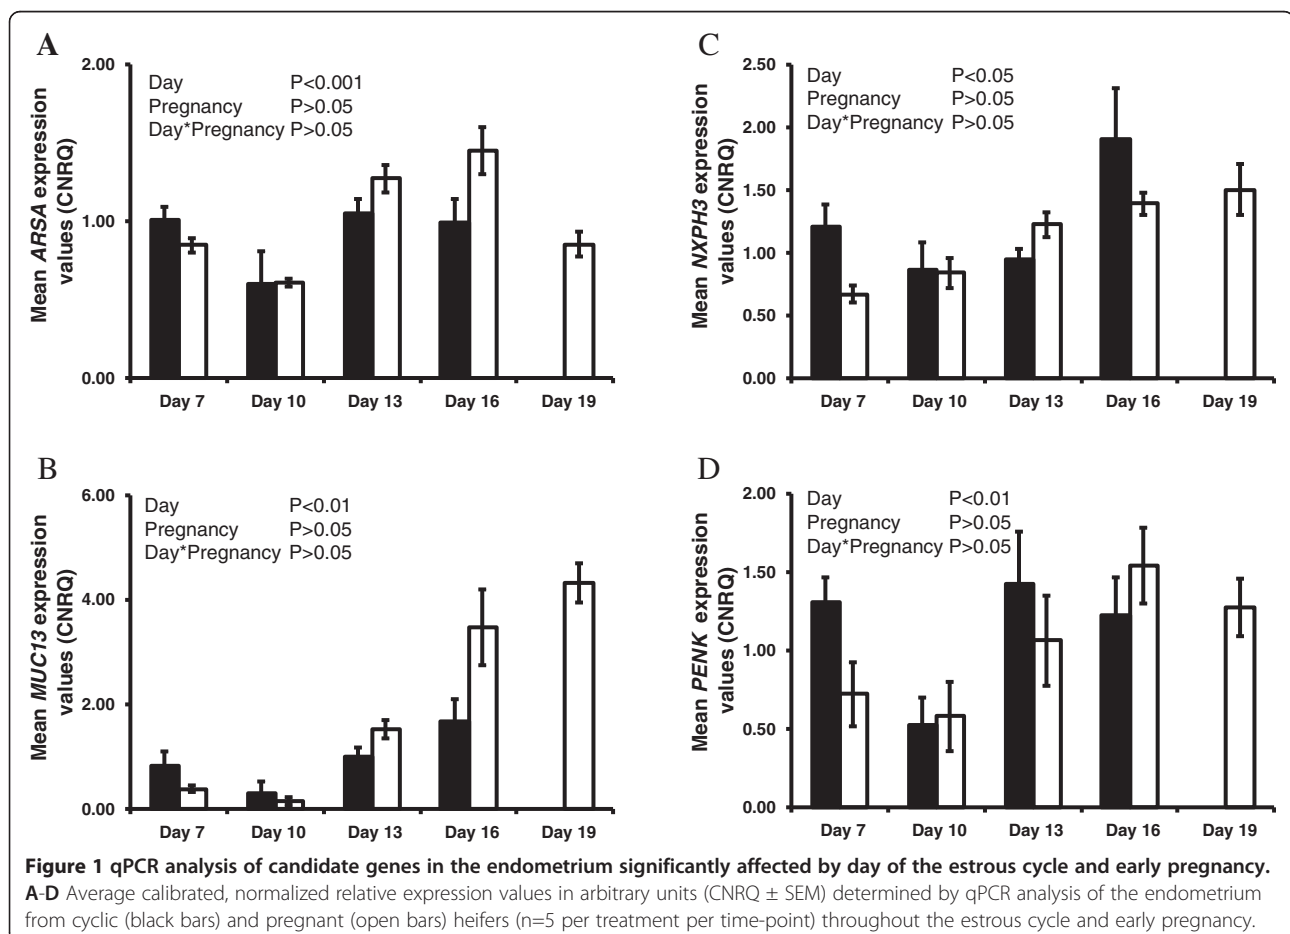 A
2.00
1.00
0.00
Mean ARSA expression
values (CNRQ)
Day P<0.001
Pregnancy P>0.05
Day*Pregnancy P>0.05
Day 7 Day 10 Day 13 Day 16 Day 19
C
2.50
2.00
1.50
1.00
0.50
0.00
Mean NXPH3 expression
values (CNRQ)
Day P<0.05
Pregnancy P>0.05
Day*Pregnancy P>0.05
Day 7 Day 10 Day 13 Day 16 Day 19
B
6.00
4.00
2.00
0.00
Mean MUC13 expression
values (CNRQ)
Day P<0.01
Pregnancy P>0.05
Day*Pregnancy P>0.05
Day 7 Day 10 Day 13 Day 16 Day 19
D
2.00
1.50
1.00
0.50
0.00
Mean PENK expression
values (CNRQ)
Day P<0.01
Pregnancy P>0.05
Day*Pregnancy P>0.05
Day 7 Day 10 Day 13 Day 16 Day 19
Figure 1 qPCR analysis of candidate genes in the endometrium significantly affected by day of the estrous cycle and early pregnancy.
A-D Average calibrated, normalized relative expression values in arbitrary units (CNRQ ± SEM) determined by qPCR analysis of the endometrium
from cyclic (black bars) and pregnant (open bars) heifers (n=5 per treatment per time-point) throughout the estrous cycle and early pregnancy.